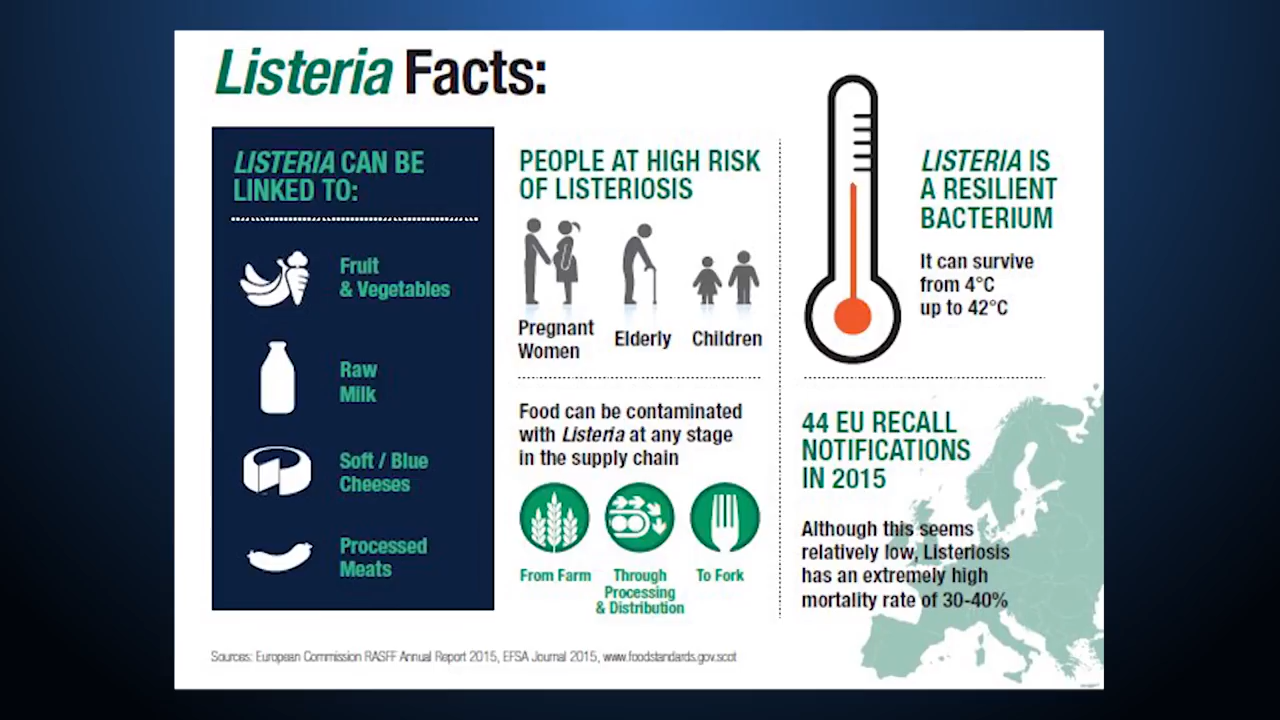 Listeria Facts:
LISTERIA CAN BE
LINKED TO:
Fruit
& Vegetables
Raw
Milk
Soft / Blue
Cheeses
Processed
Meats
PEOPLE AT HIGH RISK
OF LISTERIOSIS
Pregnant
Women
Elderly
Children
Food can be contaminated
with Listeria at any stage
in the supply chain
From Farm
Through
Processing
& Distribution
To Fork
LISTERIA IS
A RESILIENT
BACTERIUM
It can survive
from 4°C
up to 42°C
44 EU RECALL
NOTIFICATIONS
IN 2015
Although this seems
relatively low, Listeriosis
has an extremely high
mortality rate of 30-40%
Sources: European Commission RASFF Annual Report 2015, EFSA Journal 2015, www.foodstandards.gov.scot